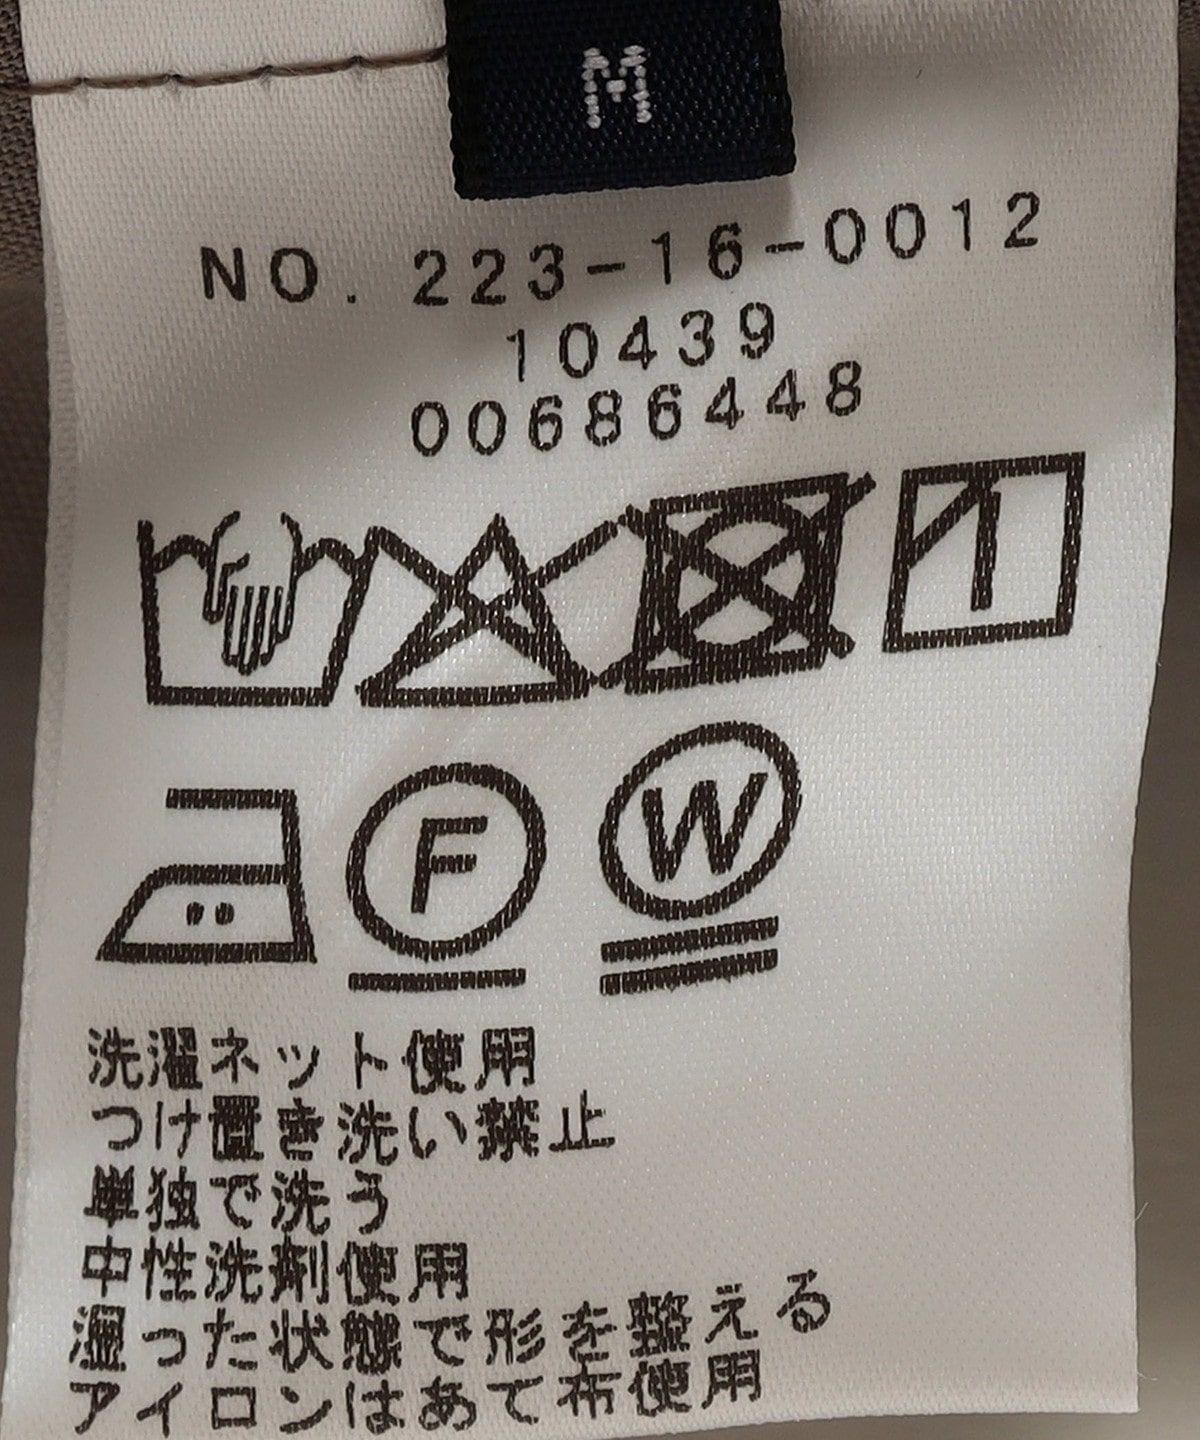 M
NO. 223-16-0012
10439
00686448
F
W
洗濯ネット使用
つけ置き洗い禁止
単独で洗う
中性洗剤使用
湿った状態で形を整える
アイロンはあて布使用